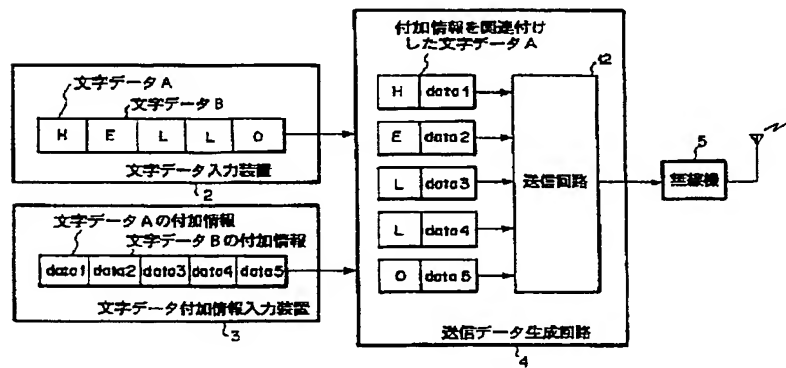 文字データA
文字データB
H E L L O
文字データ入力装置
2
文字データAの付加情報
文字データBの付加情報
data1 data2 data3 data4 data5
文字データ付加情報入力装置
3
付加情報を関連付け
した文字データA
H data1
E data2
L data3
L data4
O data5
12
送信回路
送信データ生成回路
4
5
無線機